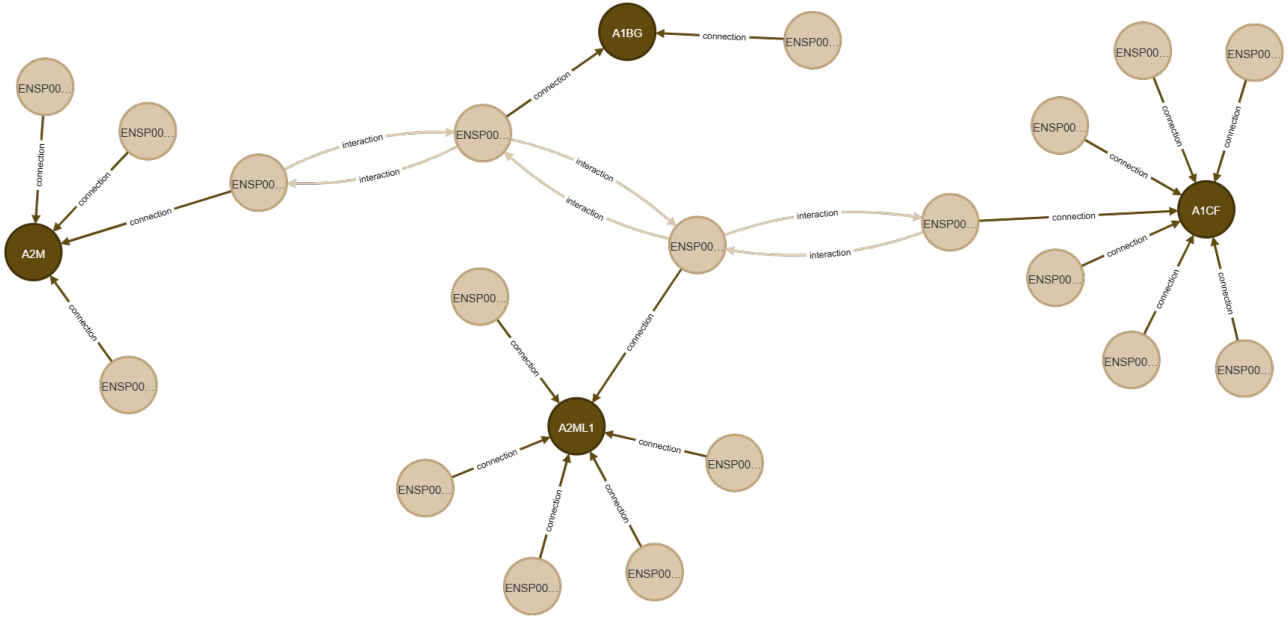 A1BG
connection
ENSP00...
ENSP00...
ENSP00...
ENSP00...
connection
ENSP00...
ENSP00...
ENSP00...
ENSP00...
interaction
connection
connection
connection
connection
connection
connection
interaction
interaction
ENSP00...
connection
interaction
A1CF
interaction
connection
ENSP00...
A2M
ENSP00...
interaction
connection
ENSP00...
ENSP00...
connection
connection
connection
connection
connection
ENSP00...
ENSP00...
ENSP00...
A2ML1
connection
ENSP00...
connection
ENSP00...
connection
connection
ENSP00...
ENSP00...